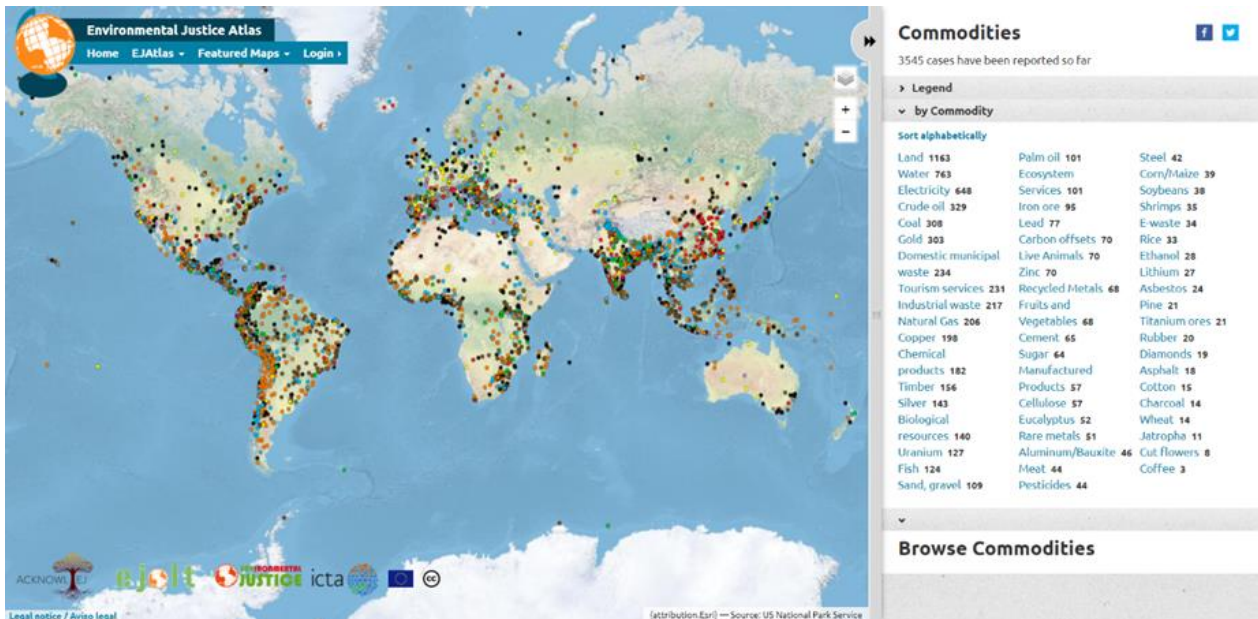 Environmental Justice Atlas
Home EJAtlas Featured Maps Login ›
Commodities
3545 cases have been reported so far
Legend
by Commodity
Sort alphabetically
Land 1163
Water 763
Electricity 648
Crude oil 329
Coal 308
Gold 303
Domestic municipal
waste 234
Tourism services 231
Industrial waste 217
Natural Gas 206
Copper 198
Chemical
products 182
Timber 156
Silver 143
Biological
resources 140
Uranium 127
Fish 124
Sand, gravel 109
Palm oil 101
Ecosystem
Services 101
Iron ore 95
Lead 77
Carbon offsets 70
Live Animals 70
Zinc 70
Recycled Metals 68
Fruits and
Vegetables 68
Cement 65
Sugar 64
Manufactured
Products 57
Cellulose 57
Eucalyptus 52
Rare metals 51
Aluminum/Bauxite 46
Meat 44
Pesticides 44
Steel 42
Corn/Maize 39
Soybeans 38
Shrimps 35
E-waste 34
Rice 33
Ethanol 28
Lithium 27
Asbestos 24
Pine 21
Titanium ores 21
Rubber 20
Diamonds 19
Asphalt 18
Cotton 15
Charcoal 14
Wheat 14
Jatropha 11
Cut flowers 8
Coffee 3
Browse Commodities
ACKNOWL EJ
ejolt
ENVIRONMENTAL
JUSTICE
icta
cc
Legal notice / Aviso legal
(attribution.Esri) — Source: US National Park Service